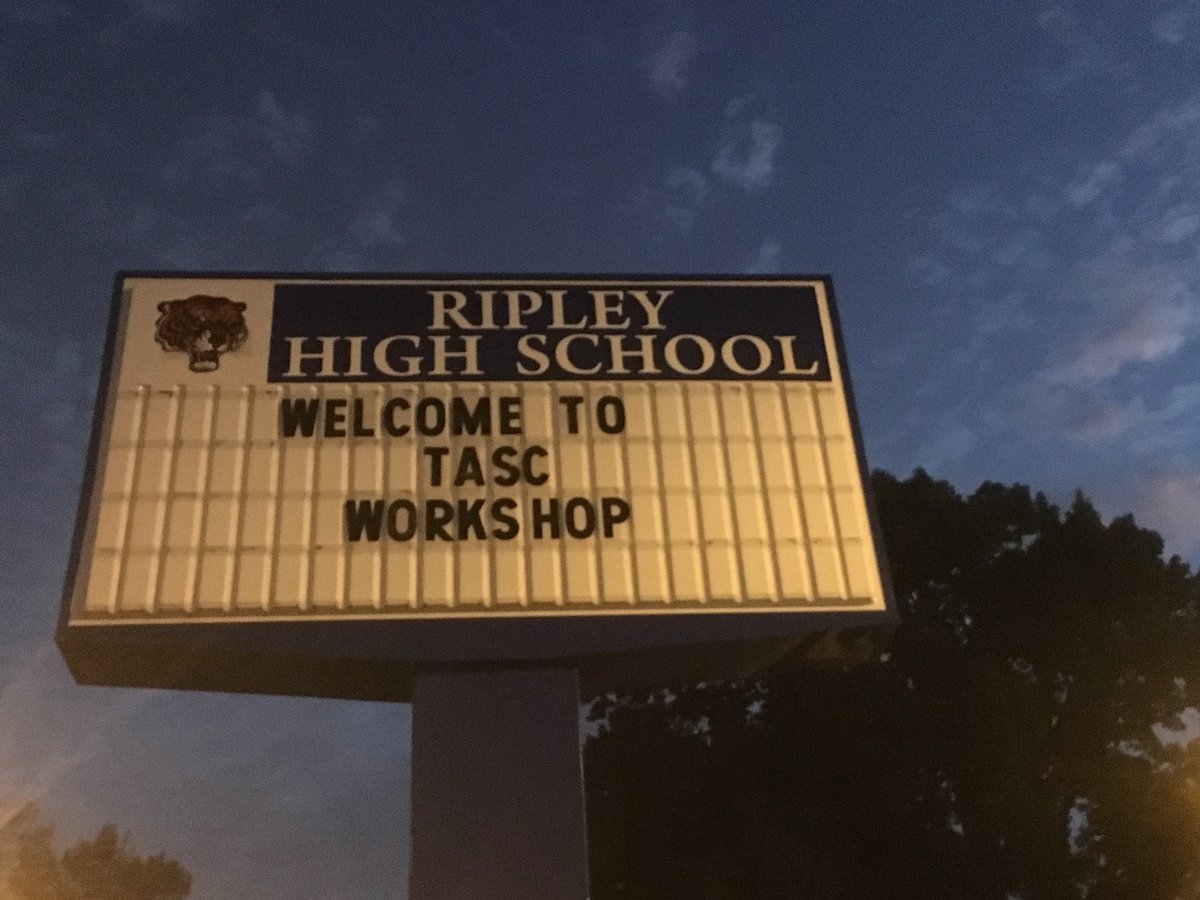 RIPLEY
HIGH SCHOOL
WELCOME TO
TASC
WORKSHOP